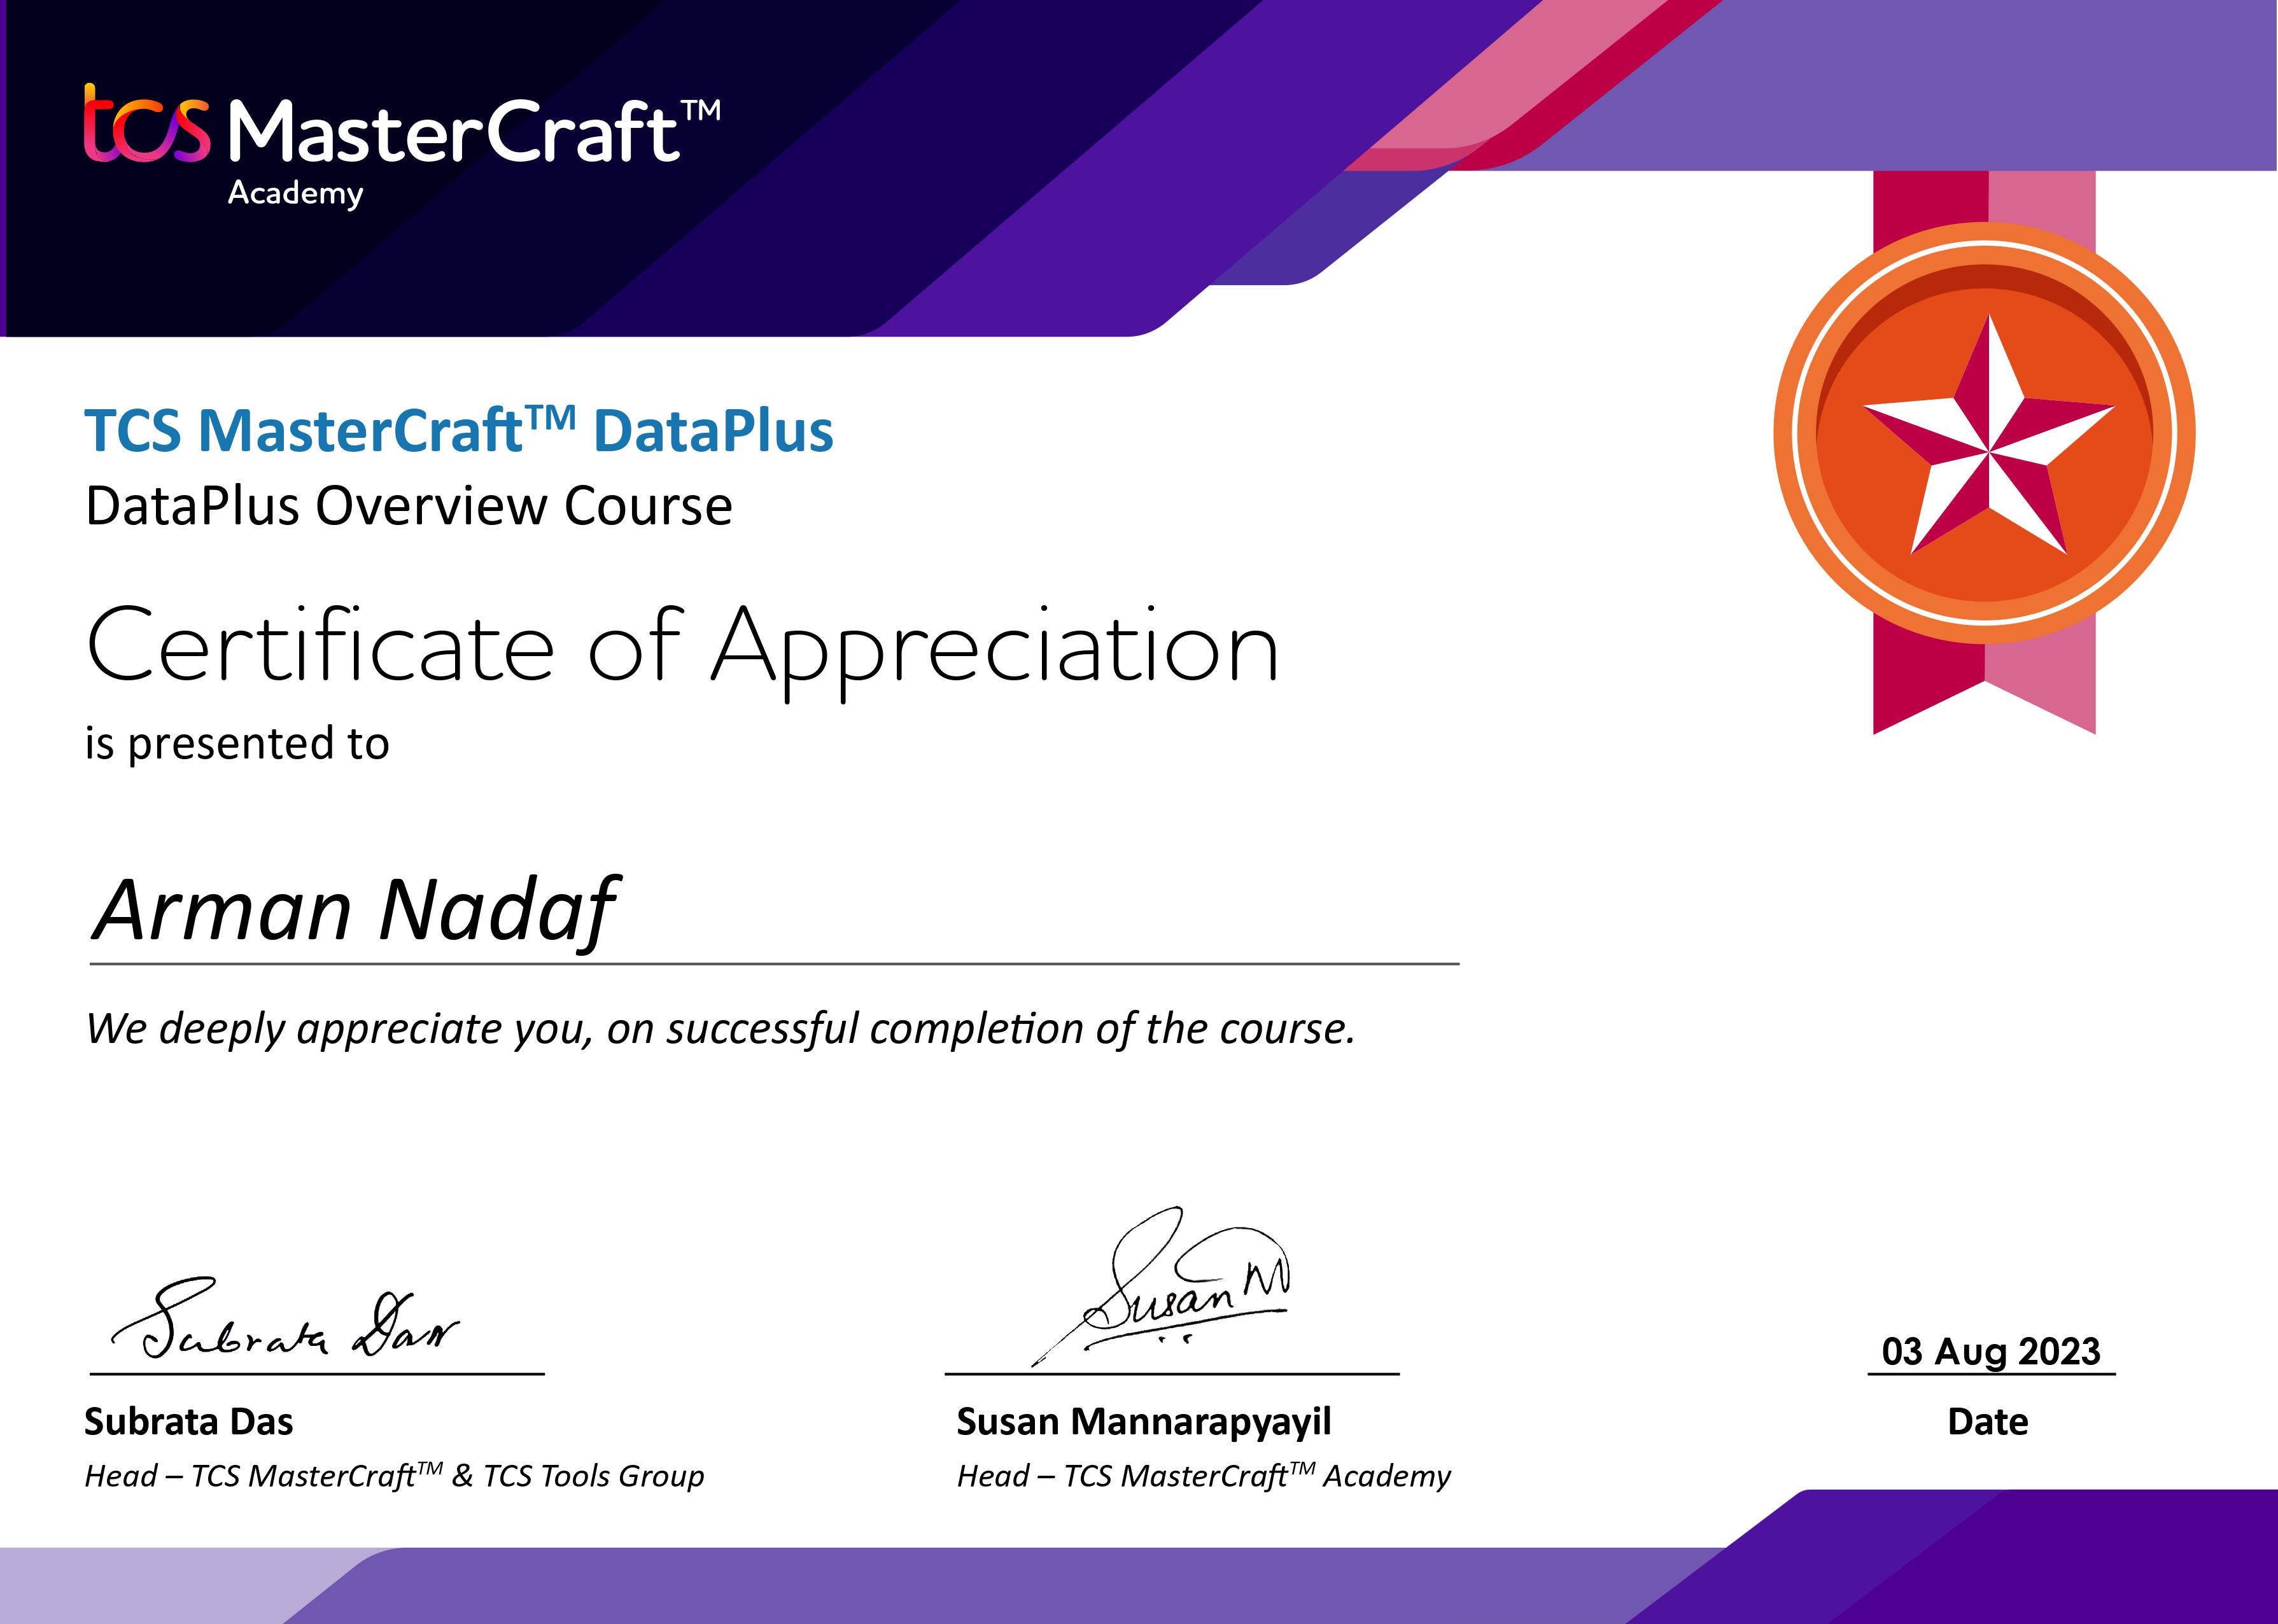 tcs MasterCraft™
Academy
TCS MasterCraft™ DataPlus
DataPlus Overview Course
Certificate of Appreciation
is presented to
Arman Nadaf
We deeply appreciate you, on successful completion of the course.
Subrata Das
Susan M
03 Aug 2023
Subrata Das
Susan Mannarapyayil
Date
Head – TCS MasterCraft™ & TCS Tools Group
Head – TCS MasterCraft™ Academy